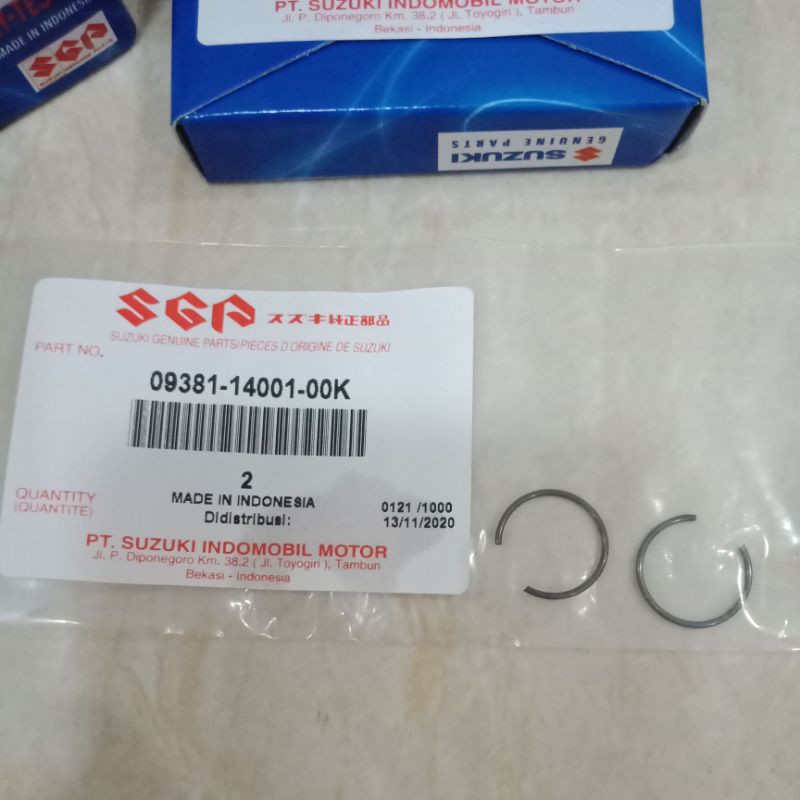 MADE IN INDONESIA
SGP
PT. SUZUKI INDOMOBIL MOTOR
Jl. P. Diponegoro Km. 38.2 ( Jl. Toyogiri ), Tambun
Bekasi - Indonesia
SUZUKI
GENUINE PARTS
SGP スズキ純正部品
SUZUKI GENUINE PARTS/PIÈCES D'ORIGINE DE SUZUKI
PART NO.
09381-14001-00K
2
QUANTITY
(QUANTITÉ)
MADE IN INDONESIA
Didistribusi:
0121 /1000
13/11/2020
PT. SUZUKI INDOMOBIL MOTOR
Jl. P. Diponegoro Km. 38.2 ( Jl. Toyogiri ), Tambun
Bekasi - Indonesia